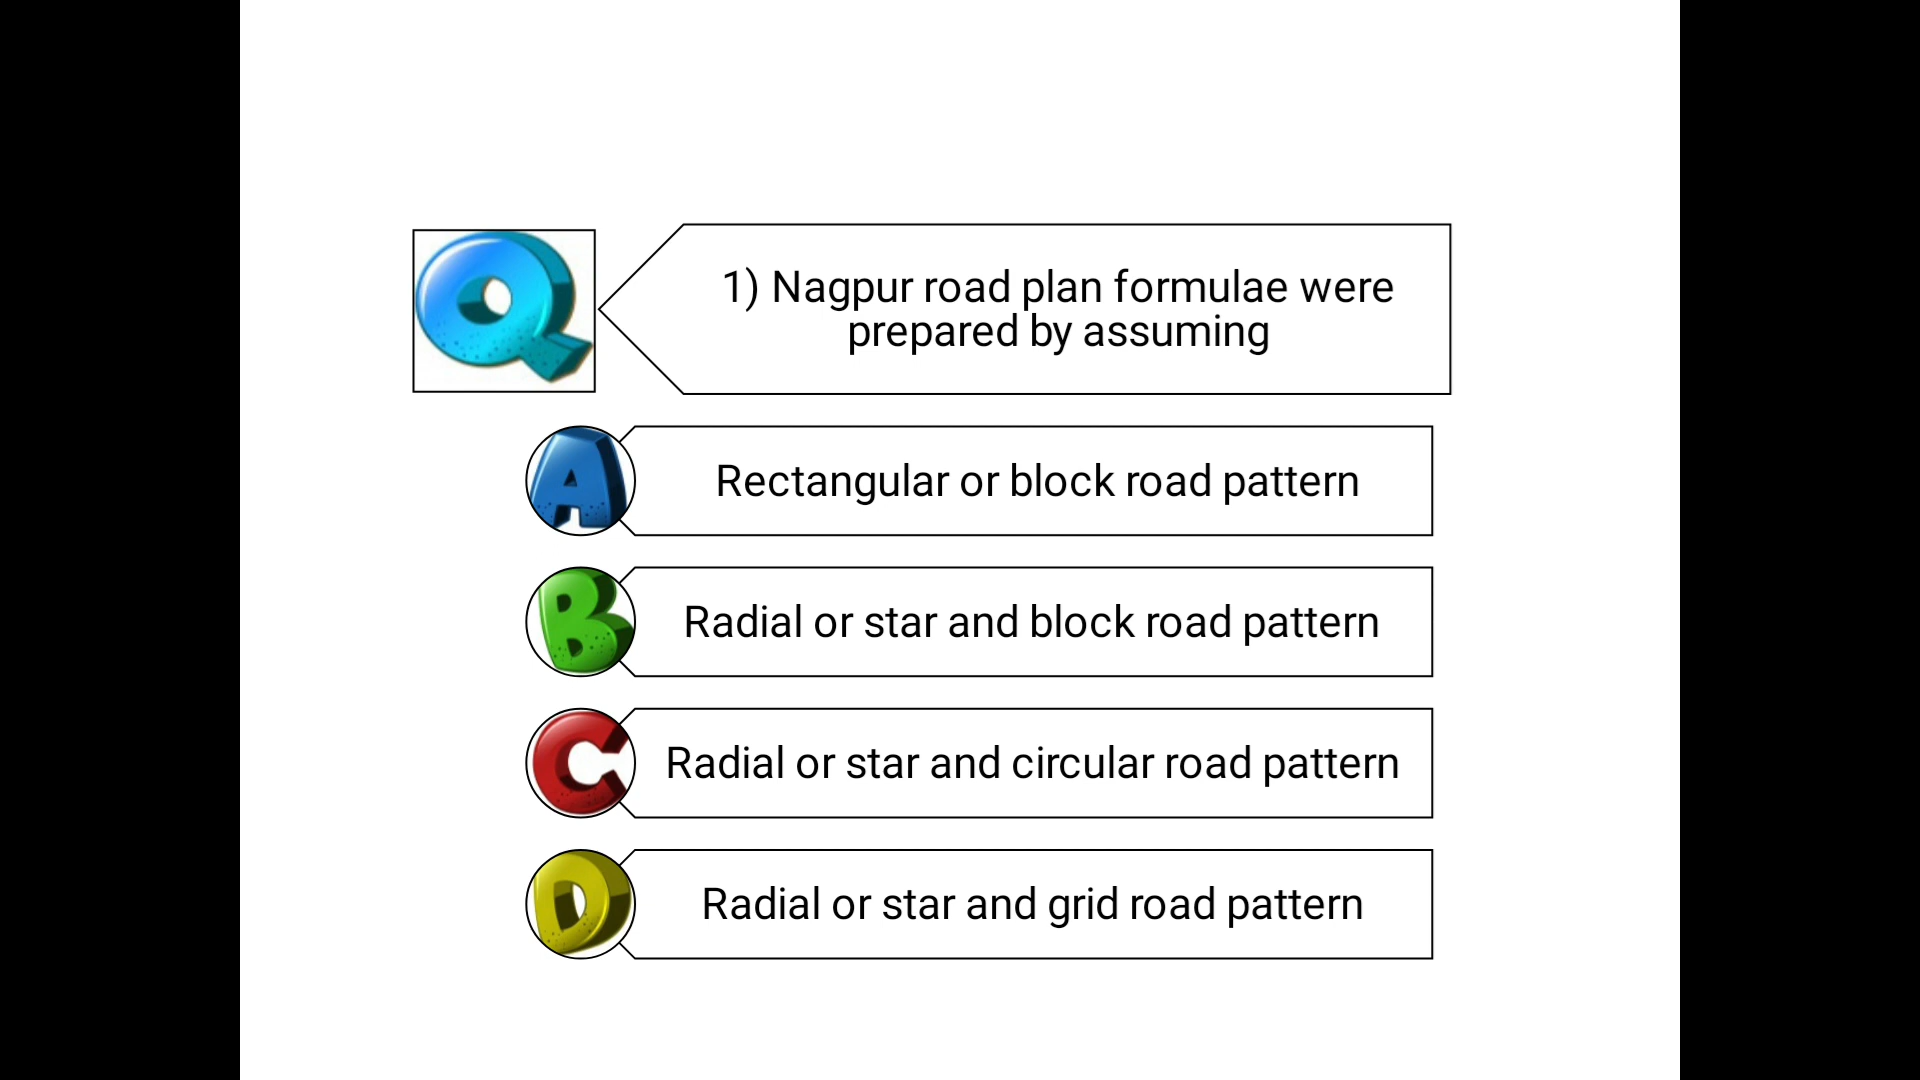 Q
1) Nagpur road plan formulae were
prepared by assuming
A
Rectangular or block road pattern
B
Radial or star and block road pattern
C
Radial or star and circular road pattern
D
Radial or star and grid road pattern